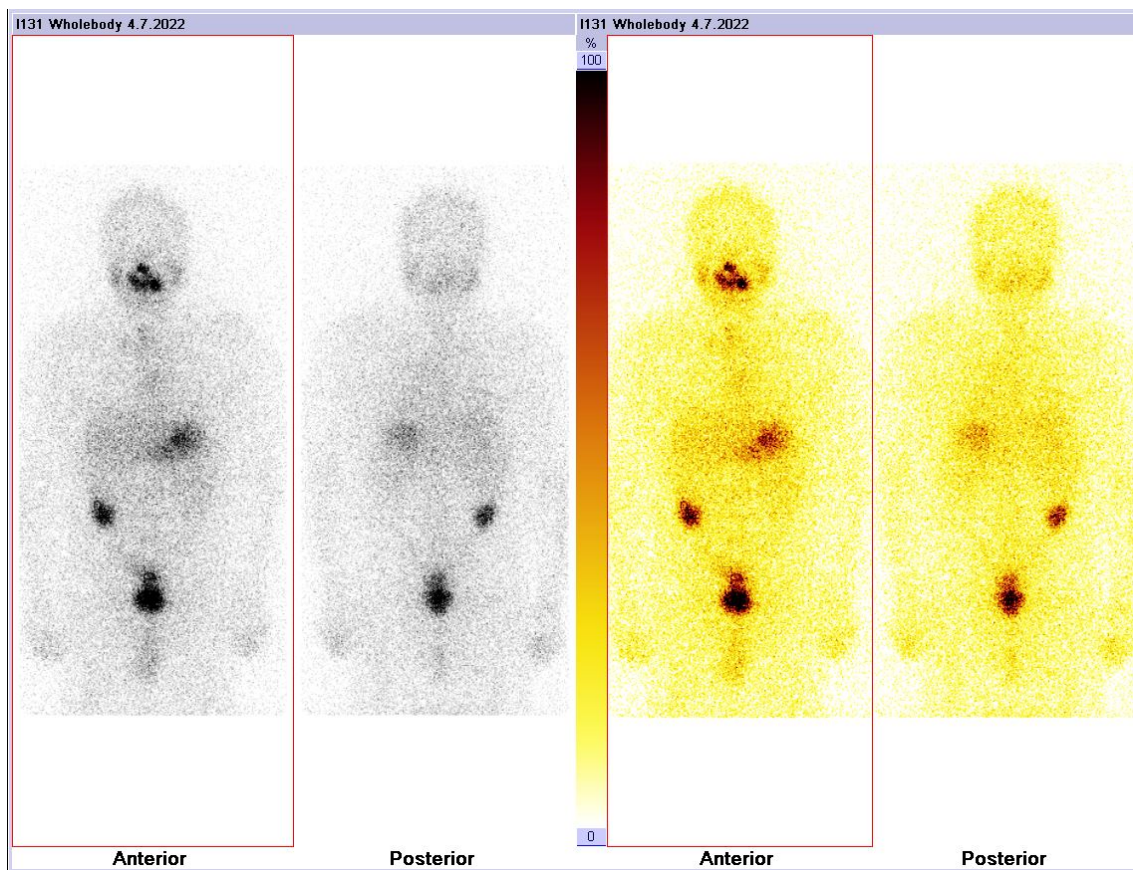 I131 Wholebody 4.7.2022
I131 Wholebody 4.7.2022
%
100
0
Anterior
Posterior
Anterior
Posterior